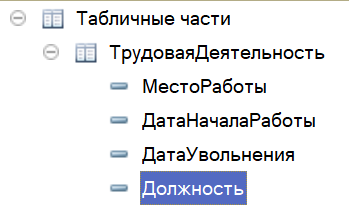 Табличные части
ТрудоваяДеятельность
МестоРаботы
ДатаНачалаРаботы
ДатаУвольнения
Должность